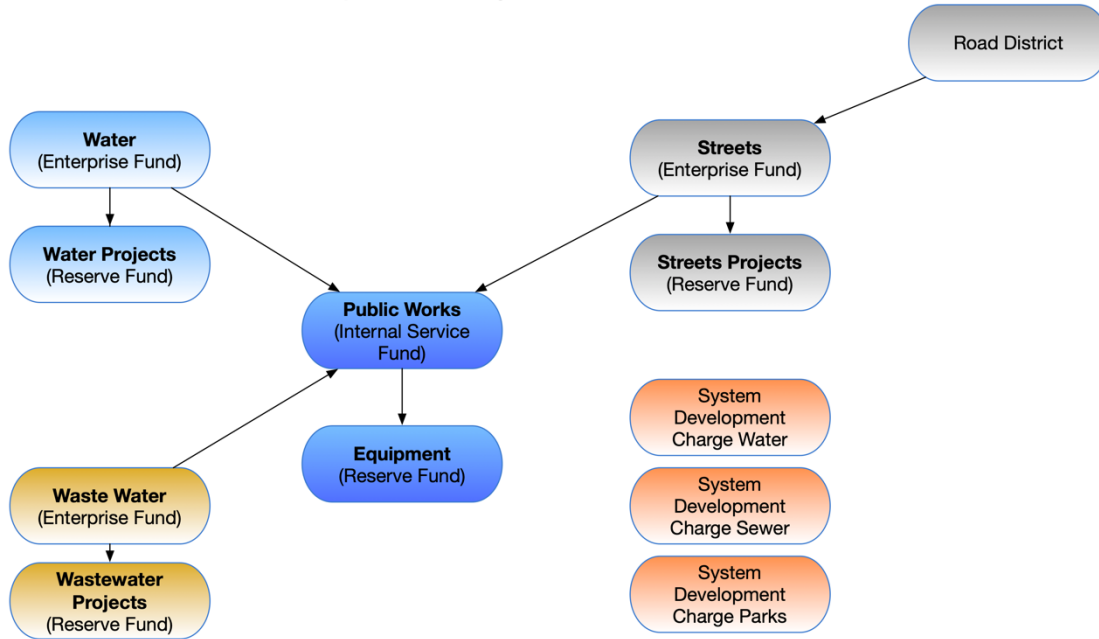 Road District
Water
(Enterprise Fund)
Streets
(Enterprise Fund)
Water Projects
(Reserve Fund)
Streets Projects
(Reserve Fund)
Public Works
(Internal Service
Fund)
System
Development
Charge Water
Equipment
(Reserve Fund)
Waste Water
(Enterprise Fund)
System
Development
Charge Sewer
Wastewater
Projects
(Reserve Fund)
System
Development
Charge Parks